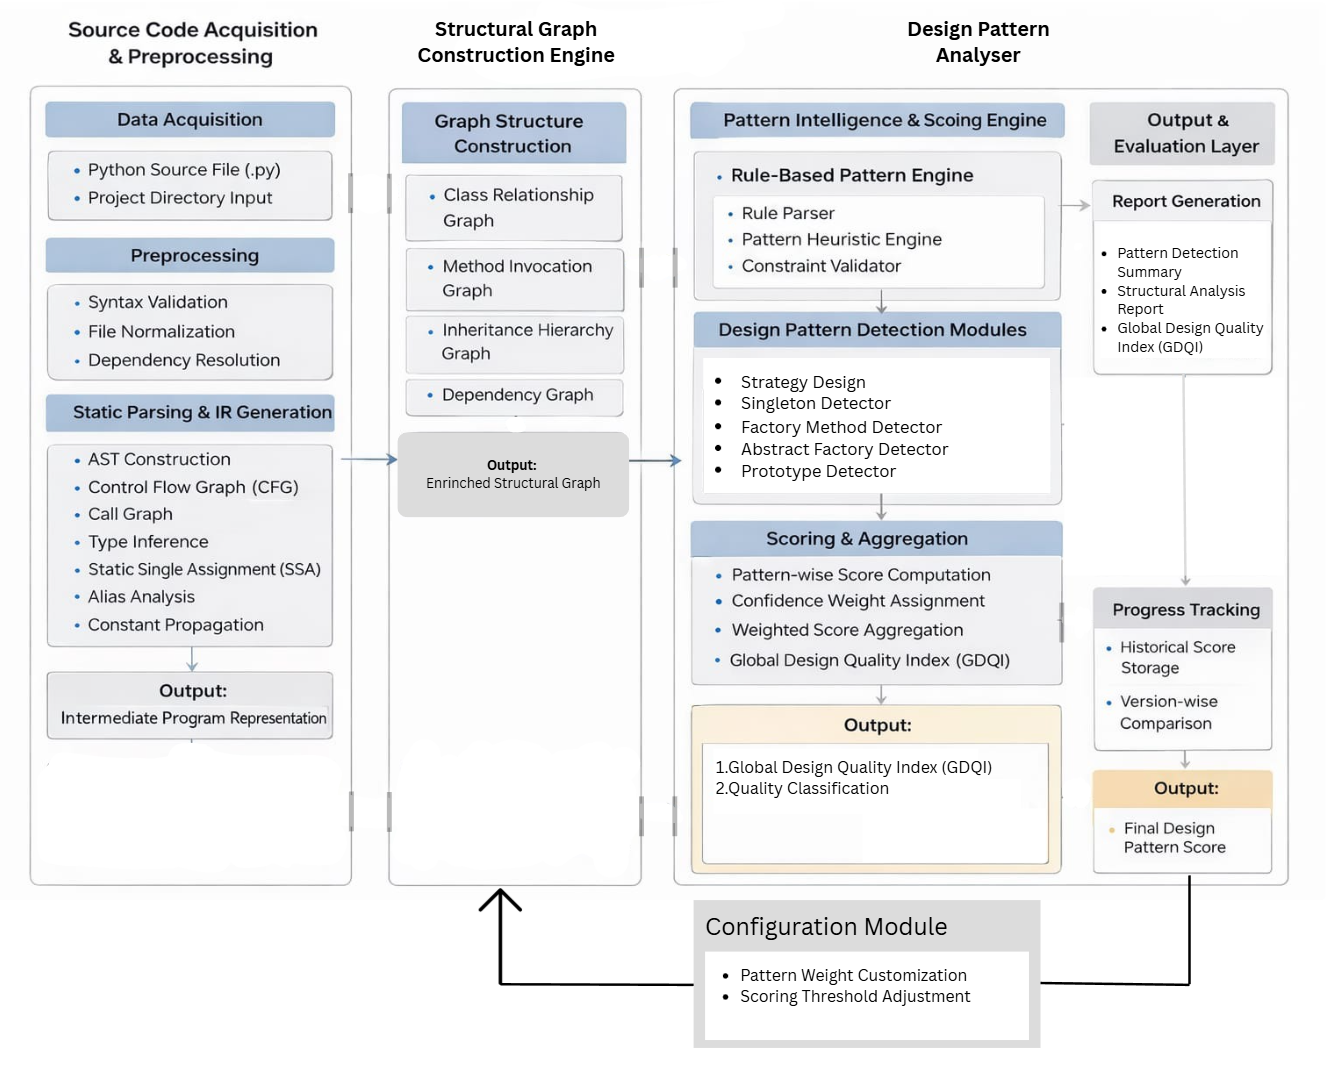 Source Code Acquisition
& Preprocessing
Data Acquisition
• Python Source File (.py)
• Project Directory Input
Preprocessing
• Syntax Validation
• File Normalization
• Dependency Resolution
Static Parsing & IR Generation
• AST Construction
• Control Flow Graph (CFG)
• Call Graph
• Type Inference
• Static Single Assignment (SSA)
• Alias Analysis
• Constant Propagation
Output:
Intermediate Program Representation
Structural Graph
Construction Engine
Graph Structure
Construction
• Class Relationship
Graph
• Method Invocation
Graph
• Inheritance Hierarchy
Graph
• Dependency Graph
Output:
Enrinched Structural Graph
Design Pattern
Analyser
Pattern Intelligence & Scoing Engine
• Rule-Based Pattern Engine
• Rule Parser
• Pattern Heuristic Engine
• Constraint Validator
Design Pattern Detection Modules
• Strategy Design
• Singleton Detector
• Factory Method Detector
• Abstract Factory Detector
• Prototype Detector
Scoring & Aggregation
• Pattern-wise Score Computation
• Confidence Weight Assignment
• Weighted Score Aggregation
• Global Design Quality Index (GDQI)
Output:
1.Global Design Quality Index (GDQI)
2.Quality Classification
Output &
Evaluation Layer
Report Generation
• Pattern Detection
Summary
• Structural Analysis
Report
• Global Design Quality
Index (GDQI)
Progress Tracking
• Historical Score
Storage
• Version-wise
Comparison
Output:
• Final Design
Pattern Score
Configuration Module
• Pattern Weight Customization
• Scoring Threshold Adjustment